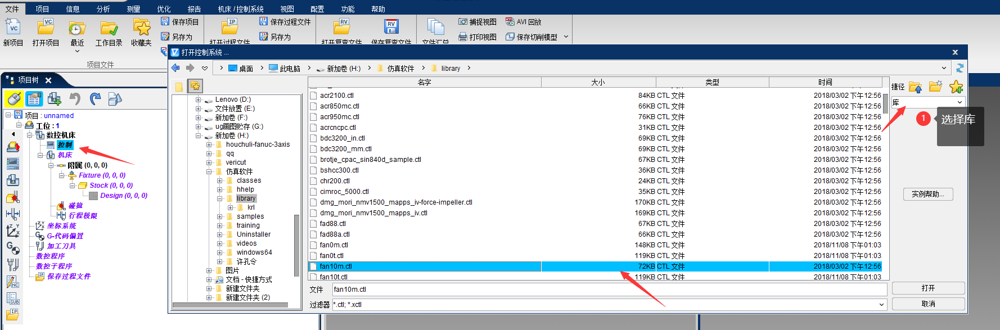 文件 项目 信息 分析 测量 优化 报告 机床 / 控制系统 视图 配置 功能 帮助
新项目 打开项目 最近 工作目录 收藏夹
保存项目
另存为
打开过程文件
保存过程文件
另存为
打开复查文件 保存复查文件
文件汇总
捕捉视图 AVI 回放
打印视图 保存切削模型
项目文件
项目树
项目 : unnamed
工位 : 1
数控机床
控制
机床
附属 (0, 0, 0)
Fixture (0, 0, 0)
Stock (0, 0, 0)
Design (0, 0, 0)
碰撞
行程极限
坐标系统
G-代码偏置
加工刀具
数控程序
数控子程序
保存过程文件
打开控制系统 ...
桌面 此电脑 新加卷 (H:) 仿真软件 library
Lenovo (D:)
文件放置 (E:)
新加卷 (F:)
ug画图贮存 (G:)
新加卷 (H:)
houchuli-fanuc-3axis
qq
vericut
仿真软件
classes
hhelp
library
krl
samples
training
Uninstaller
videos
windows64
许孔令
图片
文档 - 快捷方式
新建文件夹
新建文件夹 (2)
名字 大小 类型 时间
acr2100.ctl 84KB CTL 文件 2018/03/02 下午12:56
acr850mc.ctl 66KB CTL 文件 2018/03/02 下午12:56
acr950mc.ctl 76KB CTL 文件 2018/03/02 下午12:56
acrcncpc.ctl 31KB CTL 文件 2018/03/02 下午12:56
bdc3200_in.ctl 69KB CTL 文件 2018/03/02 下午12:56
bdc3200_mm.ctl 69KB CTL 文件 2018/03/02 下午12:56
brotje_cpac_sin840d_sample.ctl 67KB CTL 文件 2018/03/02 下午12:56
bshcc300.ctl 36KB CTL 文件 2018/03/02 下午12:56
chr200.ctl 24KB CTL 文件 2018/03/02 下午12:56
cimroc_5000.ctl 35KB CTL 文件 2018/03/02 下午12:56
dmg_mori_nmv1500_mapps_iv-force-impeller.ctl 170KB CTL 文件 2018/03/02 下午12:56
dmg_mori_nmv1500_mapps_iv.ctl 169KB CTL 文件 2018/03/02 下午12:56
fad88.ctl 67KB CTL 文件 2018/03/02 下午12:56
fad88a.ctl 66KB CTL 文件 2018/03/02 下午12:56
fan0m.ctl 148KB CTL 文件 2018/11/08 下午01:03
fan0t.ctl 119KB CTL 文件 2018/11/08 下午01:03
fan10m.ctl 72KB CTL 文件 2018/03/02 下午12:56
fan10t.ctl 119KB CTL 文件 2018/11/08 下午01:03
文件 fan10m.ctl
过滤器 *.ctl; *.xctl
捷径
库
1 选择库
实例帮助...
打开
取消